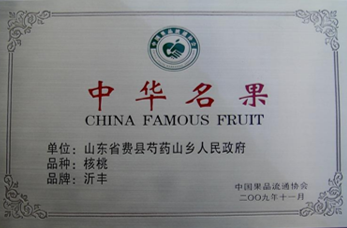 中华名果
CHINA FAMOUS FRUIT
单位：山东省费县芍药山乡人民政府
品种：核桃
品牌：沂丰
中国果品流通协会
二〇〇九年十一月